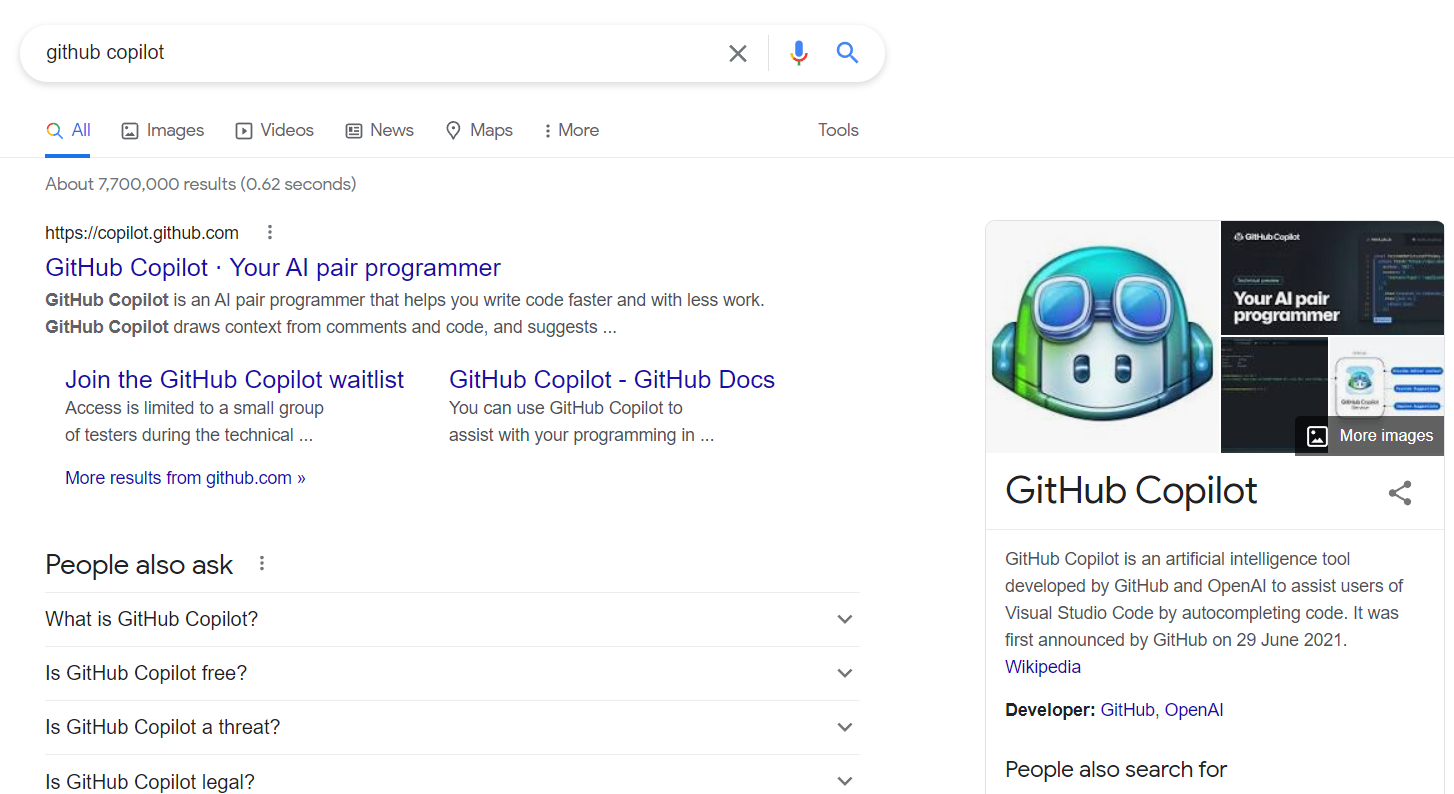 github copilot
All Images Videos News Maps More Tools
About 7,700,000 results (0.62 seconds)
https://copilot.github.com
GitHub Copilot · Your AI pair programmer
GitHub Copilot is an AI pair programmer that helps you write code faster and with less work.
GitHub Copilot draws context from comments and code, and suggests ...
Join the GitHub Copilot waitlist
Access is limited to a small group
of testers during the technical ...
GitHub Copilot - GitHub Docs
You can use GitHub Copilot to
assist with your programming in ...
More results from github.com »
People also ask
What is GitHub Copilot?
Is GitHub Copilot free?
Is GitHub Copilot a threat?
Is GitHub Copilot legal?
GitHub Copilot
Technical preview
Your AI pair
programmer
More images
GitHub Copilot
GitHub Copilot is an artificial intelligence tool
developed by GitHub and OpenAI to assist users of
Visual Studio Code by autocompleting code. It was
first announced by GitHub on 29 June 2021.
Wikipedia
Developer: GitHub, OpenAI
People also search for